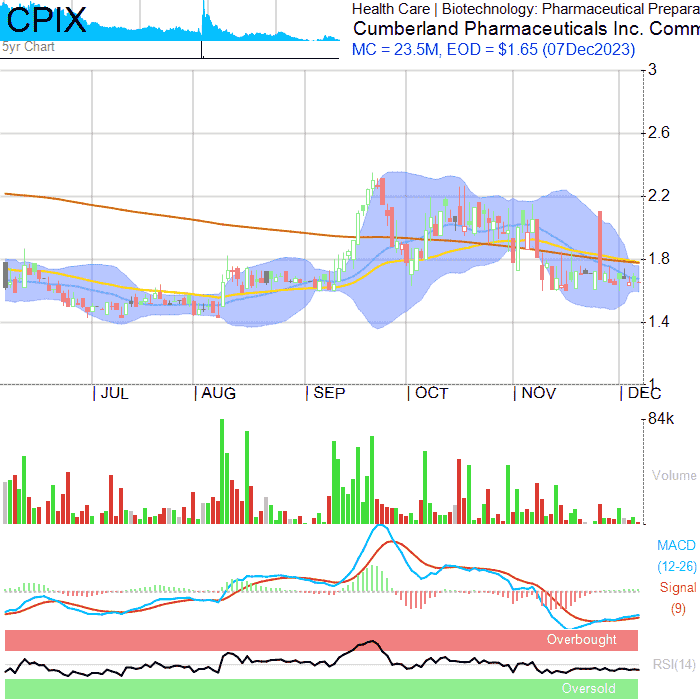 CPIX
5yr Chart
Health Care | Biotechnology: Pharmaceutical Prepara
Cumberland Pharmaceuticals Inc. Comm
MC = 23.5M, EOD = $1.65 (07Dec2023)
3
2.6
2.2
1.8
1.4
1
JUL AUG SEP OCT NOV DEC
84k
Volume
MACD
(12-26)
Signal
(9)
Overbought
RSI(14)
Oversold